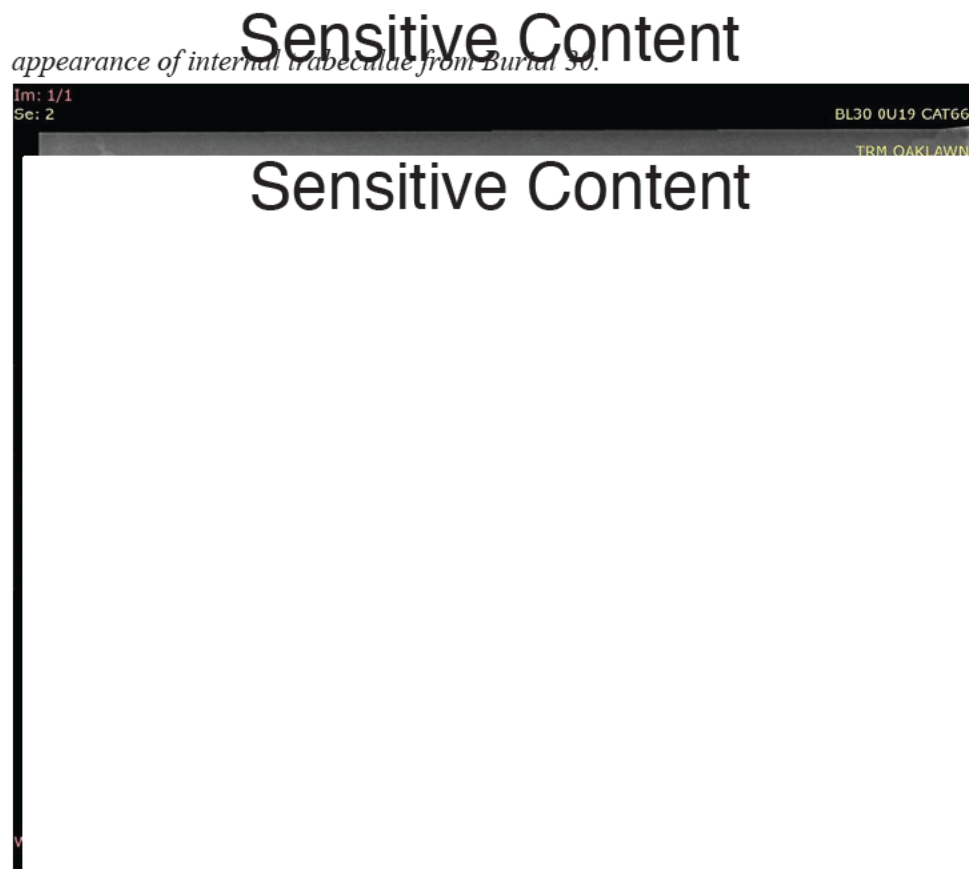 Sensitive Content
appearance of internal trabeculae from Burial 30.
Im: 1/1
Se: 2
BL30 0U19 CAT66
TRM OAKLAWN
Sensitive Content